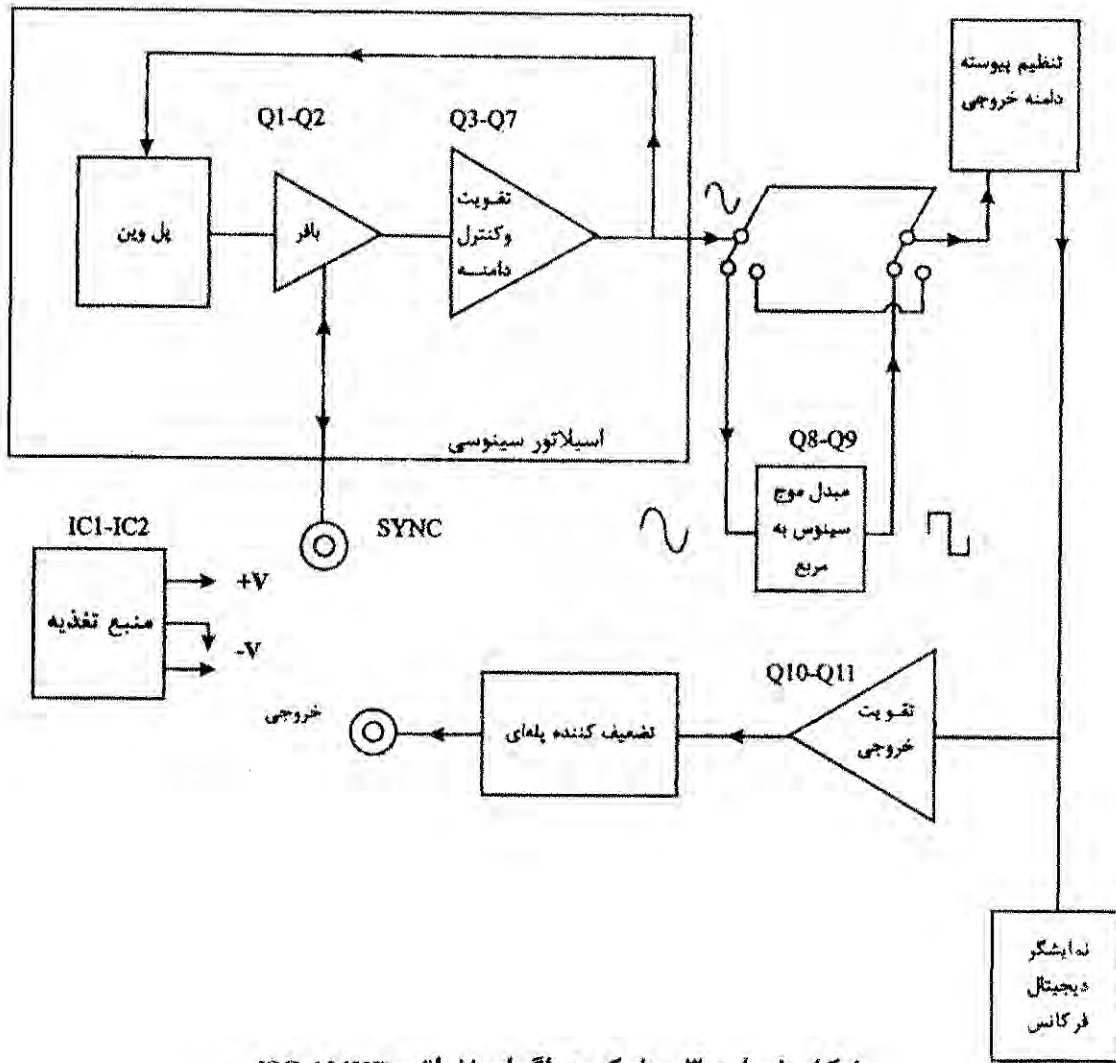 تنظیم پیوسته
دامنه خروجی
Q1-Q2
Q3-Q7
پل وین
بافر
تقویت
وکنترل
دامنـه
اسیلاتور سینوسی
Q8-Q9
مبدل موج
سینوس به
مربع
SYNC
IC1-IC2
منبع تغذیه
+V
-V
خروجی
تضعیف کننده پله‌ای
Q10-Q11
تقویت
خروجی
نمایشگر
دیجیتال
فرکانس